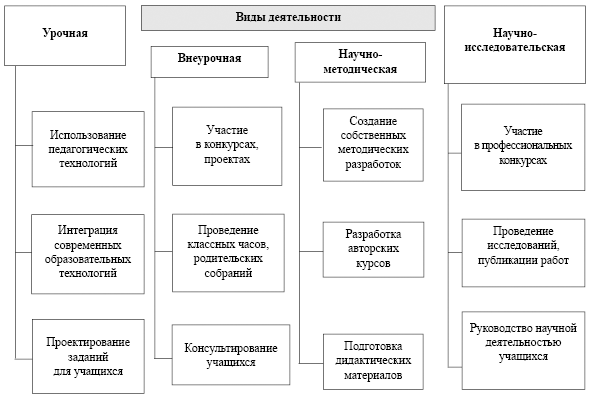 Виды деятельности
Урочная
Использование
педагогических
технологий
Интеграция
современных
образовательных
технологий
Проектирование
заданий
для учащихся
Внеурочная
Участие
в конкурсах,
проектах
Проведение
классных часов,
родительских
собраний
Консультирование
учащихся
Научно-
методическая
Создание
собственных
методических
разработок
Разработка
авторских
курсов
Подготовка
дидактических
материалов
Научно-
исследовательская
Участие
в профессиональных
конкурсах
Проведение
исследований,
публикации работ
Руководство научной
деятельностью
учащихся